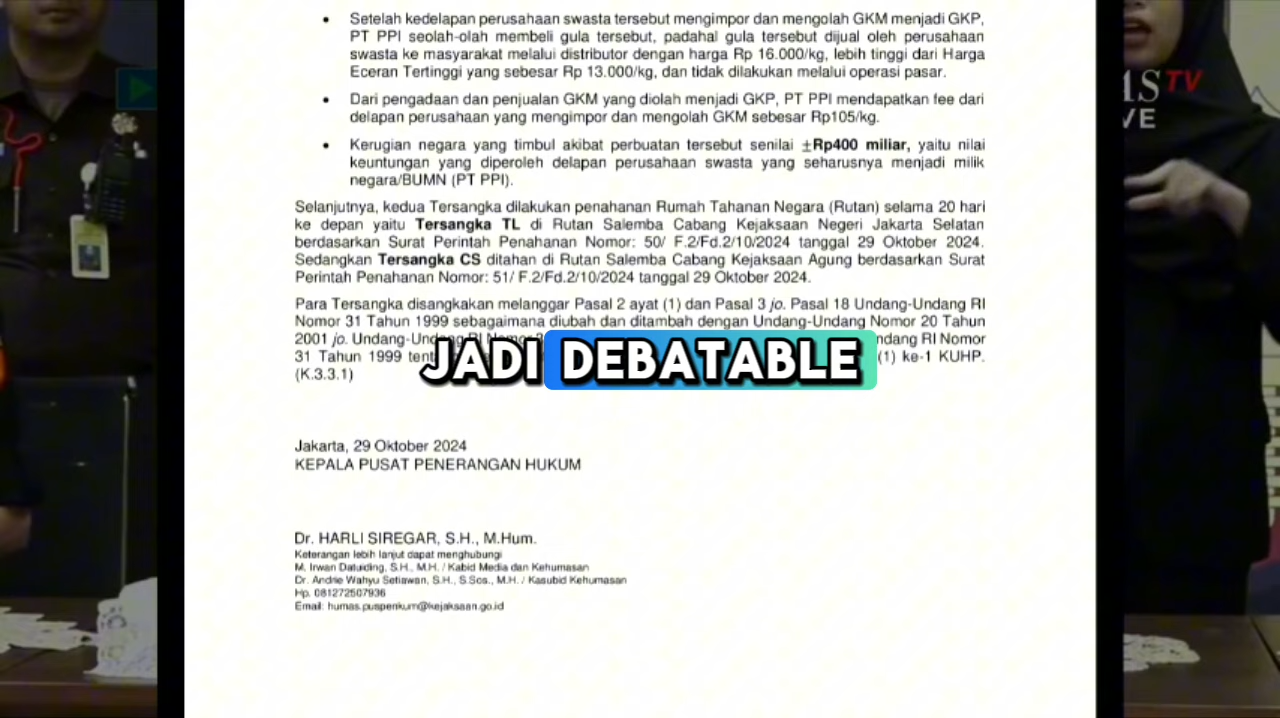 Setelah kedelapan perusahaan swasta tersebut mengimpor dan mengolah GKM menjadi GKP,
PT PPI seolah-olah membeli gula tersebut, padahal gula tersebut dijual oleh perusahaan
swasta ke masyarakat melalui distributor dengan harga Rp 16.000/kg, lebih tinggi dari Harga
Eceran Tertinggi yang sebesar Rp 13.000/kg, dan tidak dilakukan melalui operasi pasar.
Dari pengadaan dan penjualan GKM yang diolah menjadi GKP, PT PPI mendapatkan fee dari
delapan perusahaan yang mengimpor dan mengolah GKM sebesar Rp105/kg.
Kerugian negara yang timbul akibat perbuatan tersebut senilai ±Rp400 miliar, yaitu nilai
keuntungan yang diperoleh delapan perusahaan swasta yang seharusnya menjadi milik
negara/BUMN (PT PPI).
Selanjutnya, kedua Tersangka dilakukan penahanan Rumah Tahanan Negara (Rutan) selama 20 hari
ke depan yaitu Tersangka TL di Rutan Salemba Cabang Kejaksaan Negeri Jakarta Selatan
berdasarkan Surat Perintah Penahanan Nomor: 50/ F.2/Fd.2/10/2024 tanggal 29 Oktober 2024.
Sedangkan Tersangka CS ditahan di Rutan Salemba Cabang Kejaksaan Agung berdasarkan Surat
Perintah Penahanan Nomor: 51/ F.2/Fd.2/10/2024 tanggal 29 Oktober 2024.
Para Tersangka disangkakan melanggar Pasal 2 ayat (1) dan Pasal 3 jo. Pasal 18 Undang-Undang RI
Nomor 31 Tahun 1999 sebagaimana diubah dan ditambah dengan Undang-Undang Nomor 20 Tahun
2001 jo. Undang-Undang RI Nomor
31 Tahun 1999 (1) ke-1 KUHP.
(K.3.3.1)
JADI DEBATABLE
Jakarta, 29 Oktober 2024
KEPALA PUSAT PENERANGAN HUKUM
Dr. HARLI SIREGAR, S.H., M.Hum.
Keterangan lebih lanjut dapat menghubungi
M. Irwan Datuiding, S.H., M.H. / Kabid Media dan Kehumasan
Dr. Andrie Wahyu Setiawan, S.H., S.Sos., M.H. / Kasubid Kehumasan
Hp. 081272507936
Email: humas.puspenkum@kejaksaan.go.id
TV